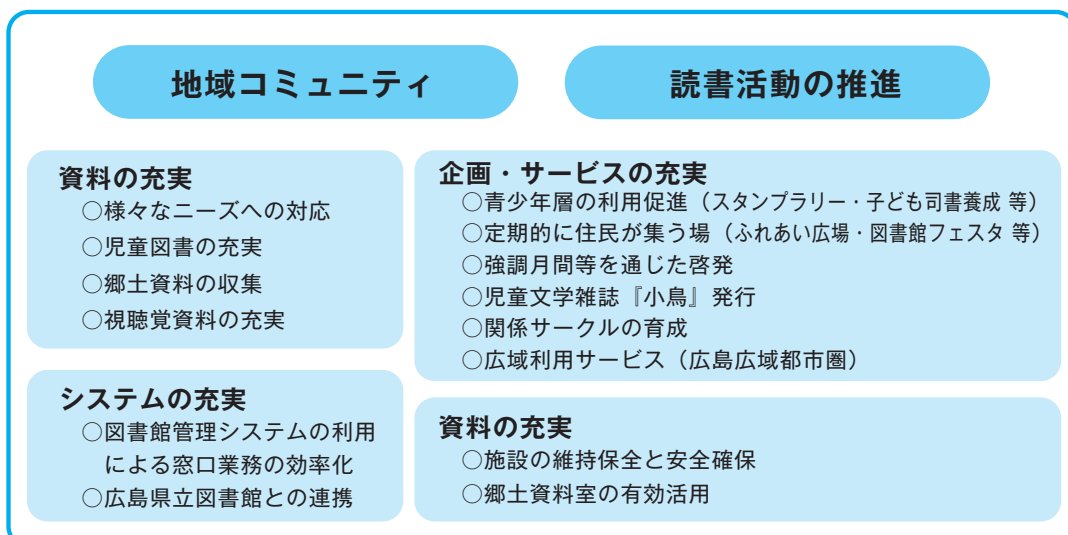 地域コミュニティ
読書活動の推進
資料の充実
○様々なニーズへの対応
○児童図書の充実
○郷土資料の収集
○視聴覚資料の充実
システムの充実
○図書館管理システムの利用
による窓口業務の効率化
○広島県立図書館との連携
企画・サービスの充実
○青少年層の利用促進（スタンプラリー・子ども司書養成 等）
○定期的に住民が集う場（ふれあい広場・図書館フェスタ 等）
○強調月間等を通じた啓発
○児童文学雑誌『小鳥』発行
○関係サークルの育成
○広域利用サービス（広島広域都市圏）
資料の充実
○施設の維持保全と安全確保
○郷土資料室の有効活用